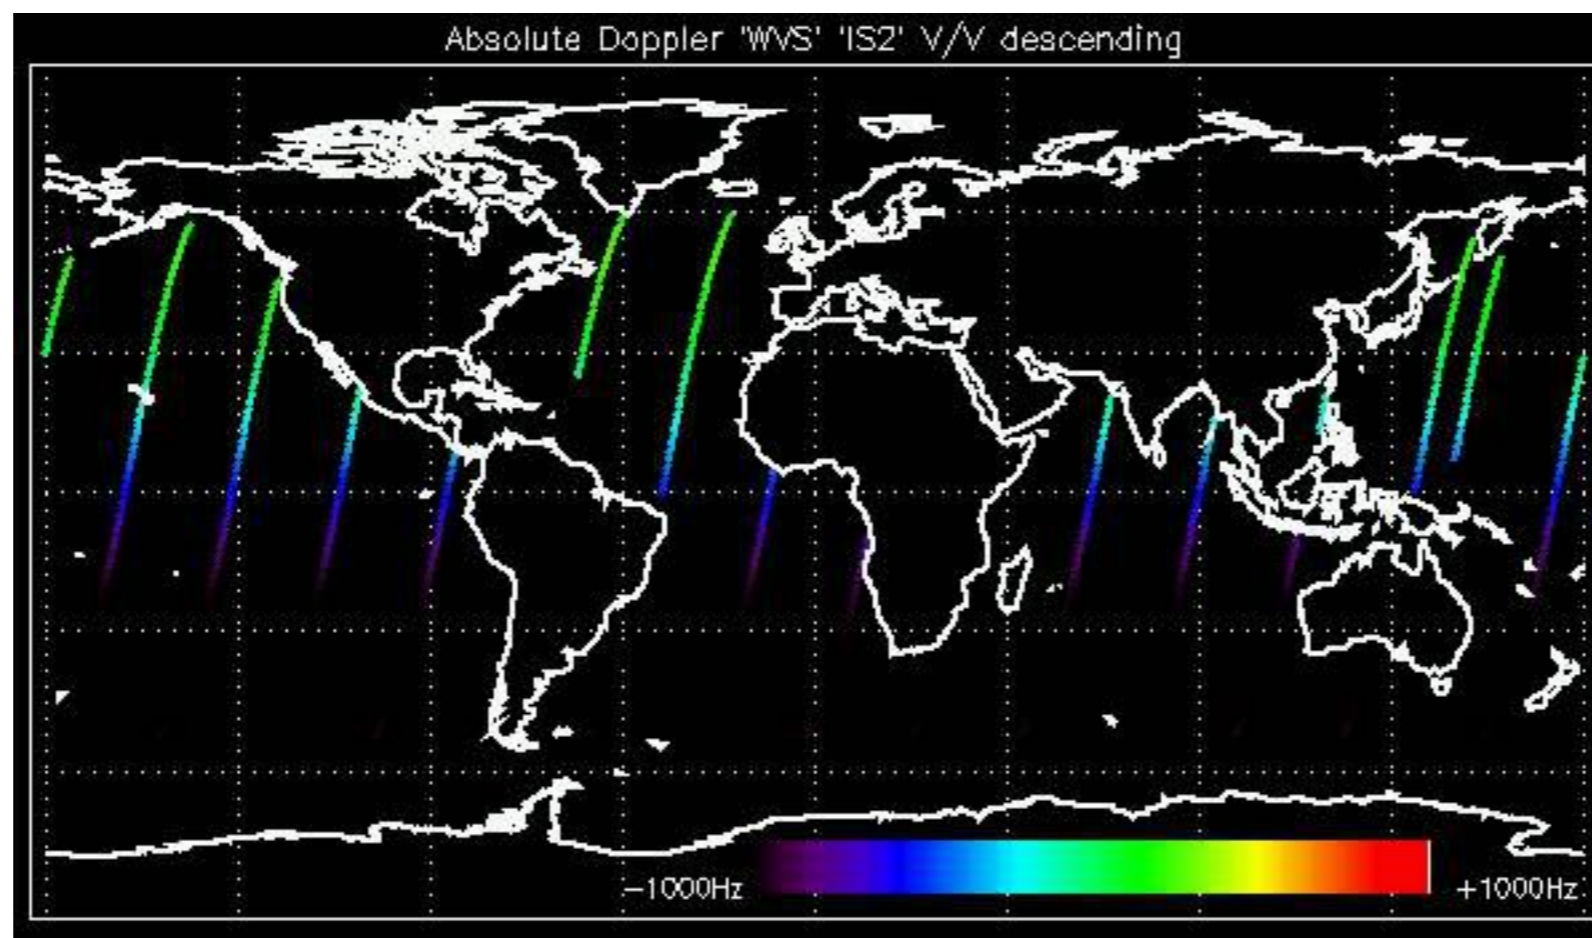 Absolute Doppler 'WVS' 'IS2' V/V descending
−1000Hz
+1000Hz